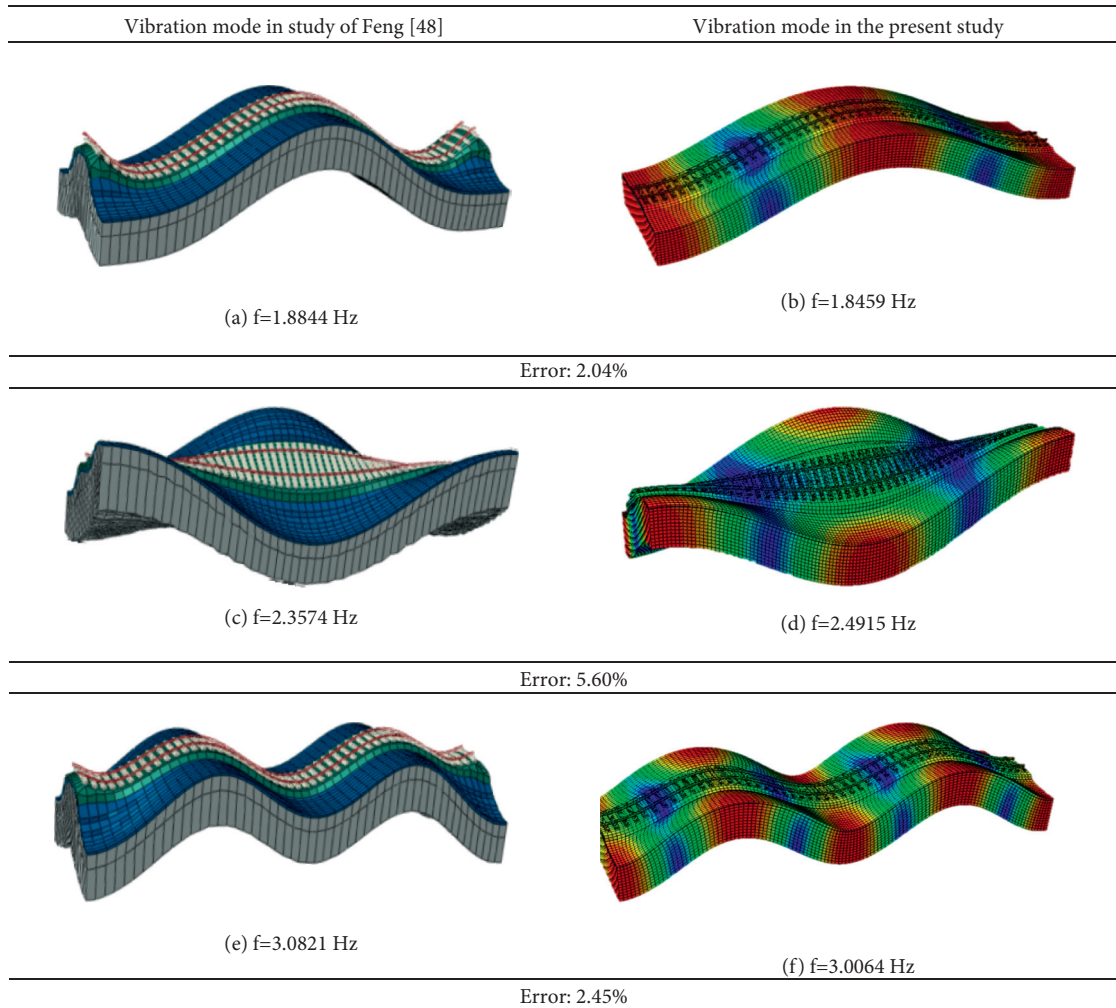 Vibration mode in study of Feng [48]
Vibration mode in the present study
(a) f=1.8844 Hz
(b) f=1.8459 Hz
Error: 2.04%
(c) f=2.3574 Hz
(d) f=2.4915 Hz
Error: 5.60%
(e) f=3.0821 Hz
(f) f=3.0064 Hz
Error: 2.45%